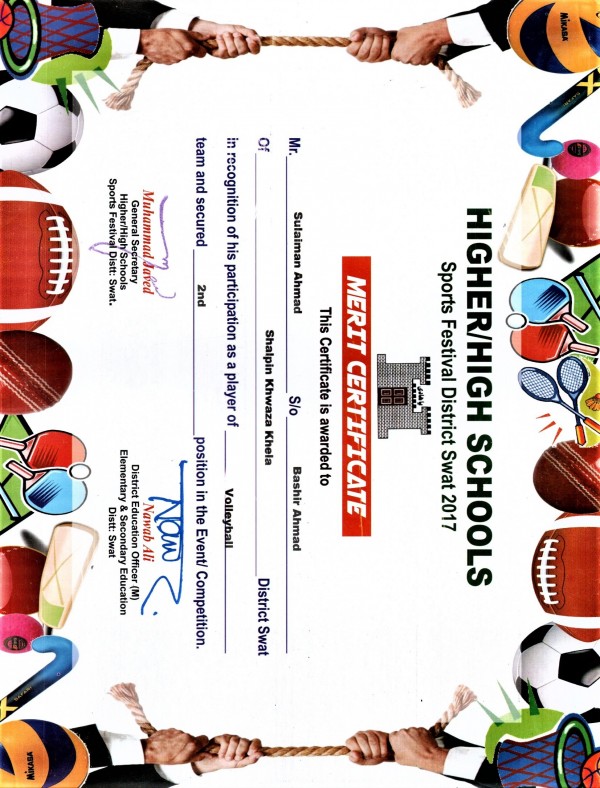 HIGHER/HIGH SCHOOLS
Sports Festival District Swat 2017
MERIT CERTIFICATE
This Certificate is awarded to
Mr. Sulaiman Ahmad S/o Bashir Ahmad
Of Shalpin Khwaza Khela District Swat
in recognition of his participation as a player of Volleyball
team and secured 2nd position in the Event/ Competition.
Muhammad Javed
General Secretary
Higher/High Schools
Sports Festival Distt: Swat.
Nawab Ali
District Education Officer (M)
Elementary & Secondary Education
Distt: Swat
MIKASA
MIKASA